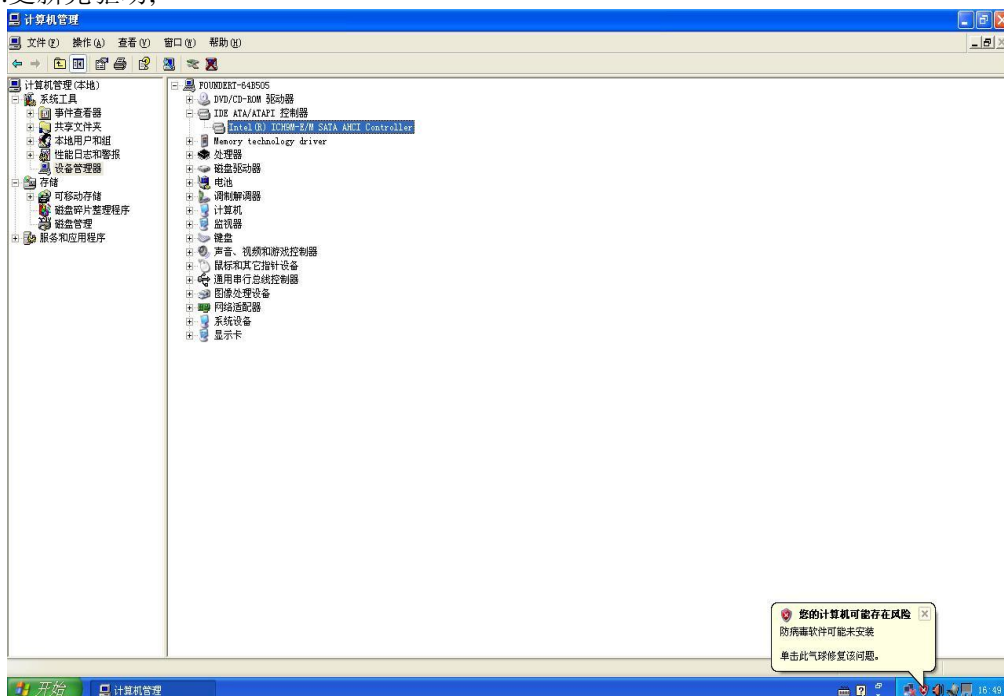 .更新完驱动,
计算机管理
文件(F) 操作(A) 查看(V) 窗口(W) 帮助(H)
计算机管理(本地)
系统工具
事件查看器
共享文件夹
本地用户和组
性能日志和警报
设备管理器
存储
可移动存储
磁盘碎片整理程序
磁盘管理
服务和应用程序
FOUNDERT-64B505
DVD/CD-ROM 驱动器
IDE ATA/ATAPI 控制器
Intel(R) ICH9M-E/M SATA AHCI Controller
Memory technology driver
处理器
磁盘驱动器
电池
调制解调器
计算机
监视器
键盘
声音、视频和游戏控制器
鼠标和其它指针设备
通用串行总线控制器
图像处理设备
网络适配器
系统设备
显示卡
您的计算机可能存在风险
防病毒软件可能未安装
单击此气球修复该问题。
开始 计算机管理 16:49